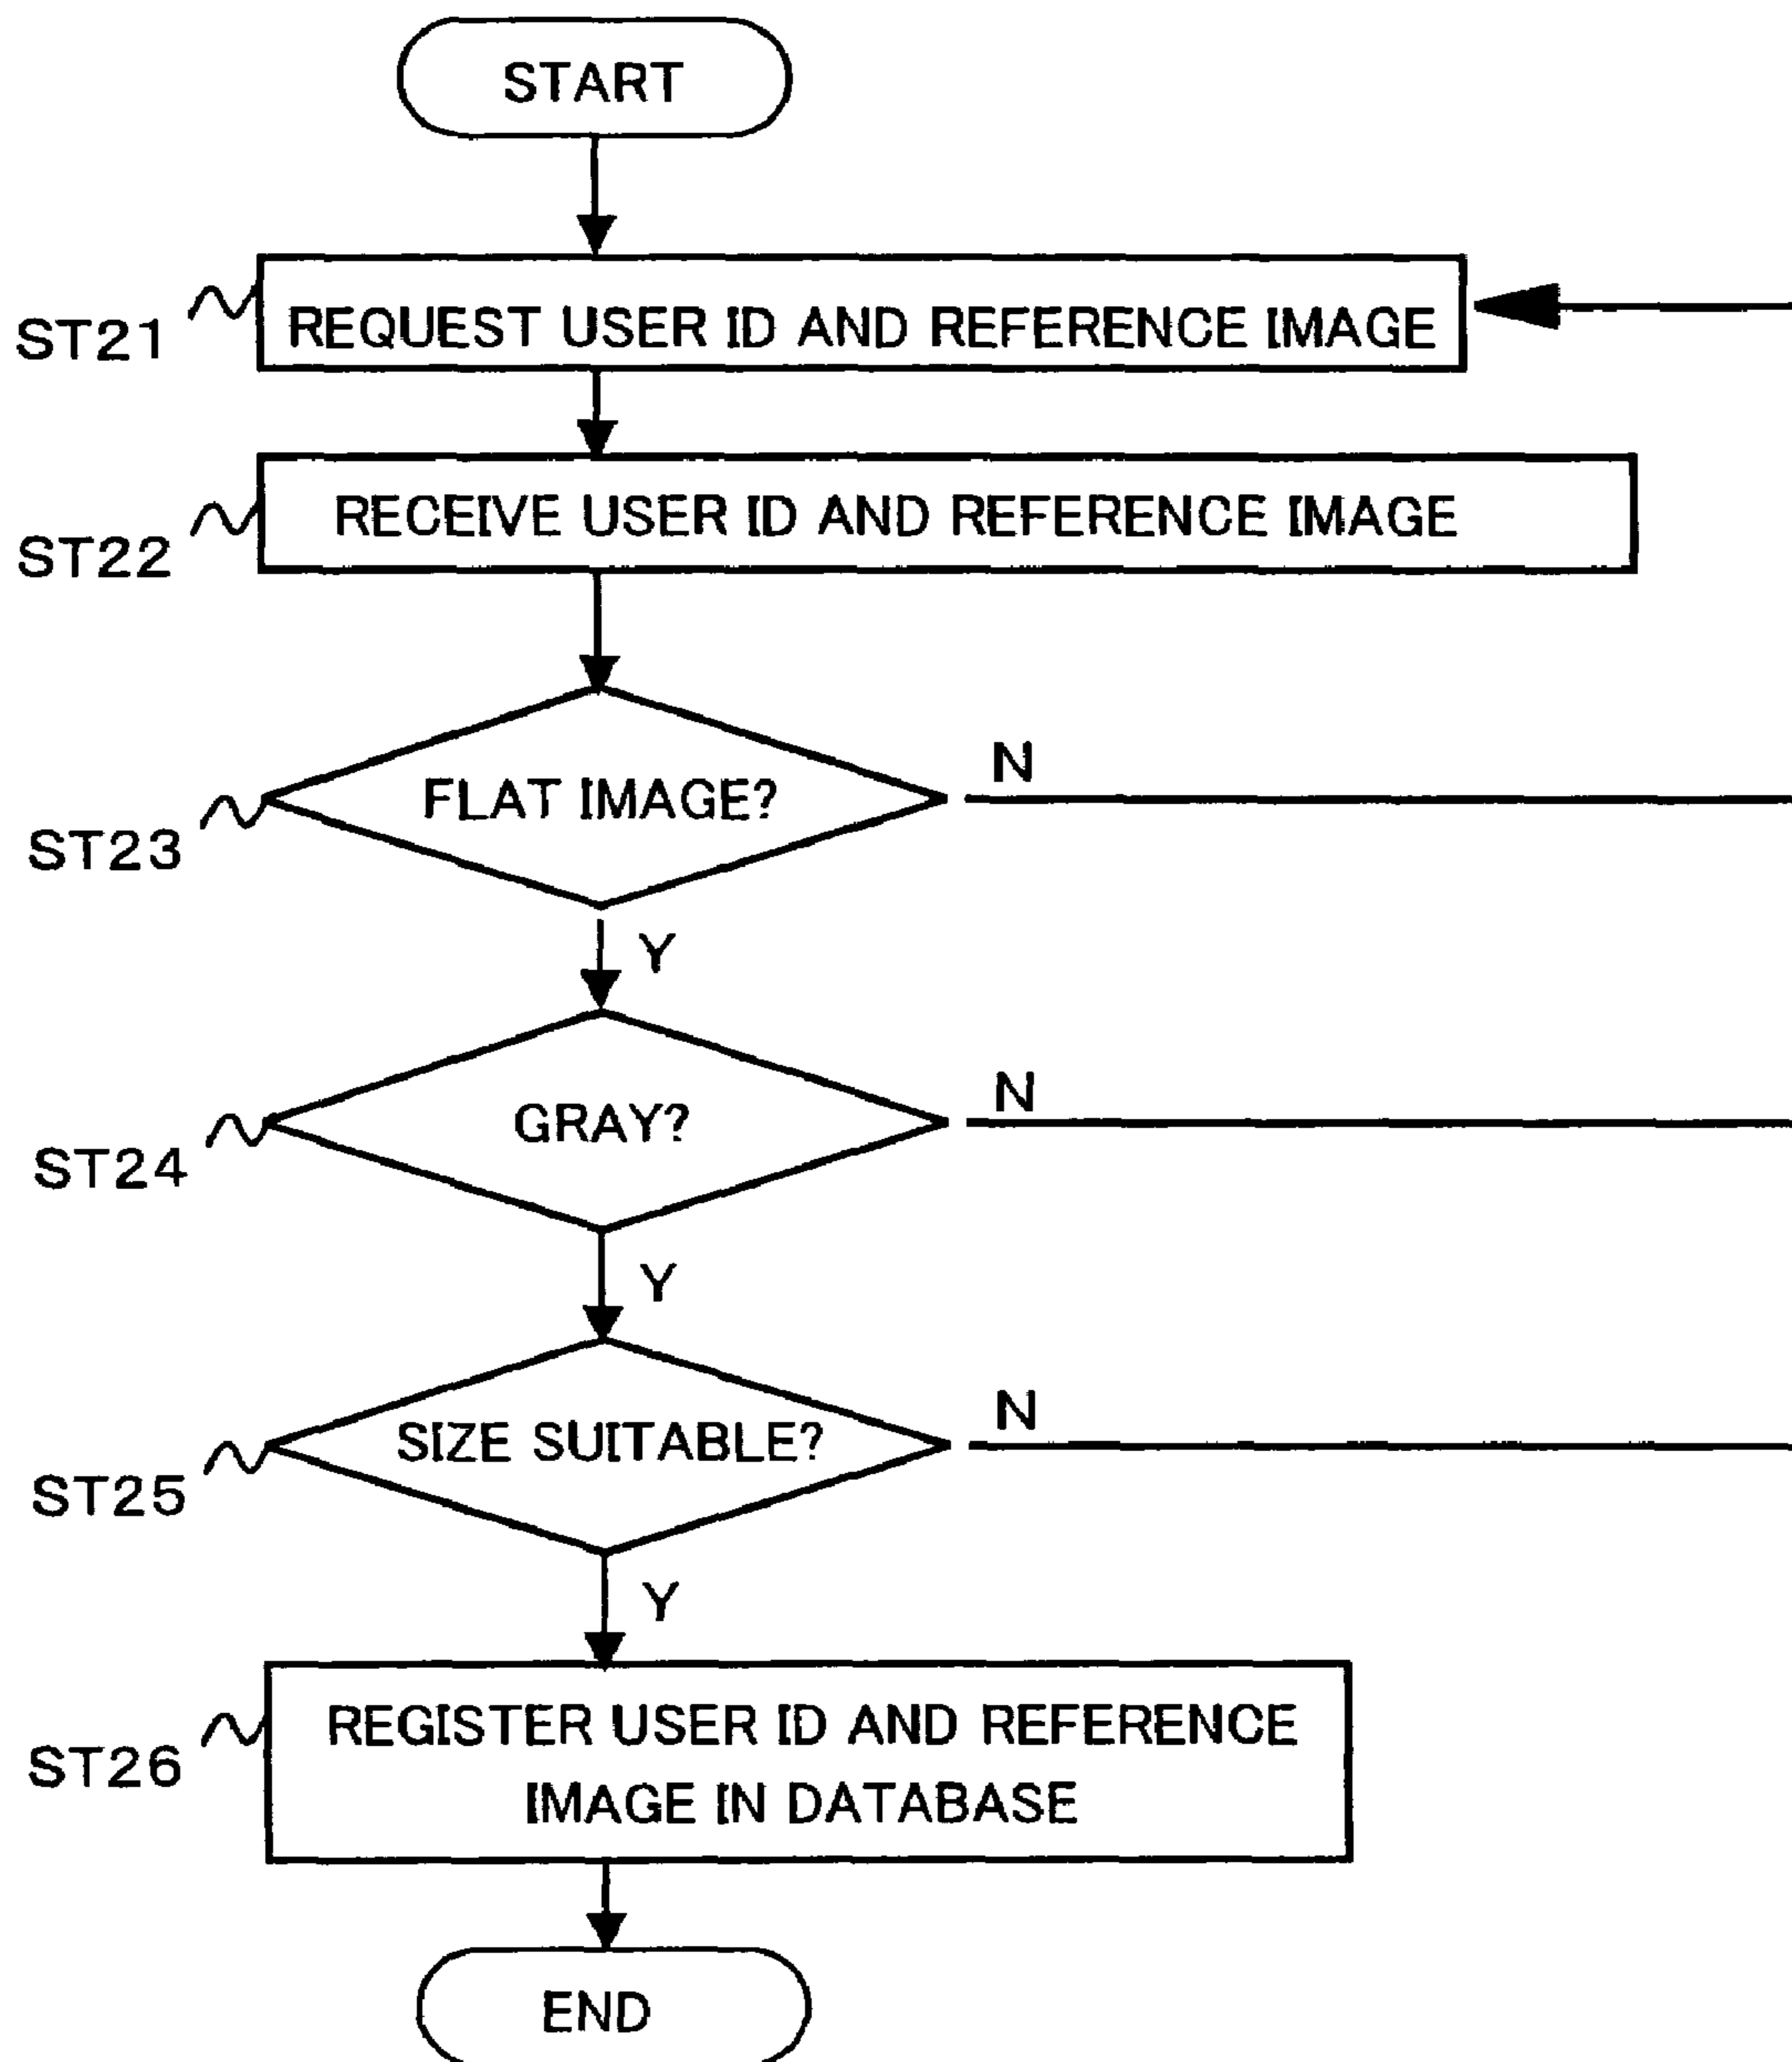 START
ST21
REQUEST USER ID AND REFERENCE IMAGE
ST22
RECEIVE USER ID AND REFERENCE IMAGE
ST23
FLAT IMAGE?
N
Y
ST24
GRAY?
N
Y
ST25
SIZE SUITABLE?
N
Y
ST26
REGISTER USER ID AND REFERENCE
IMAGE IN DATABASE
END